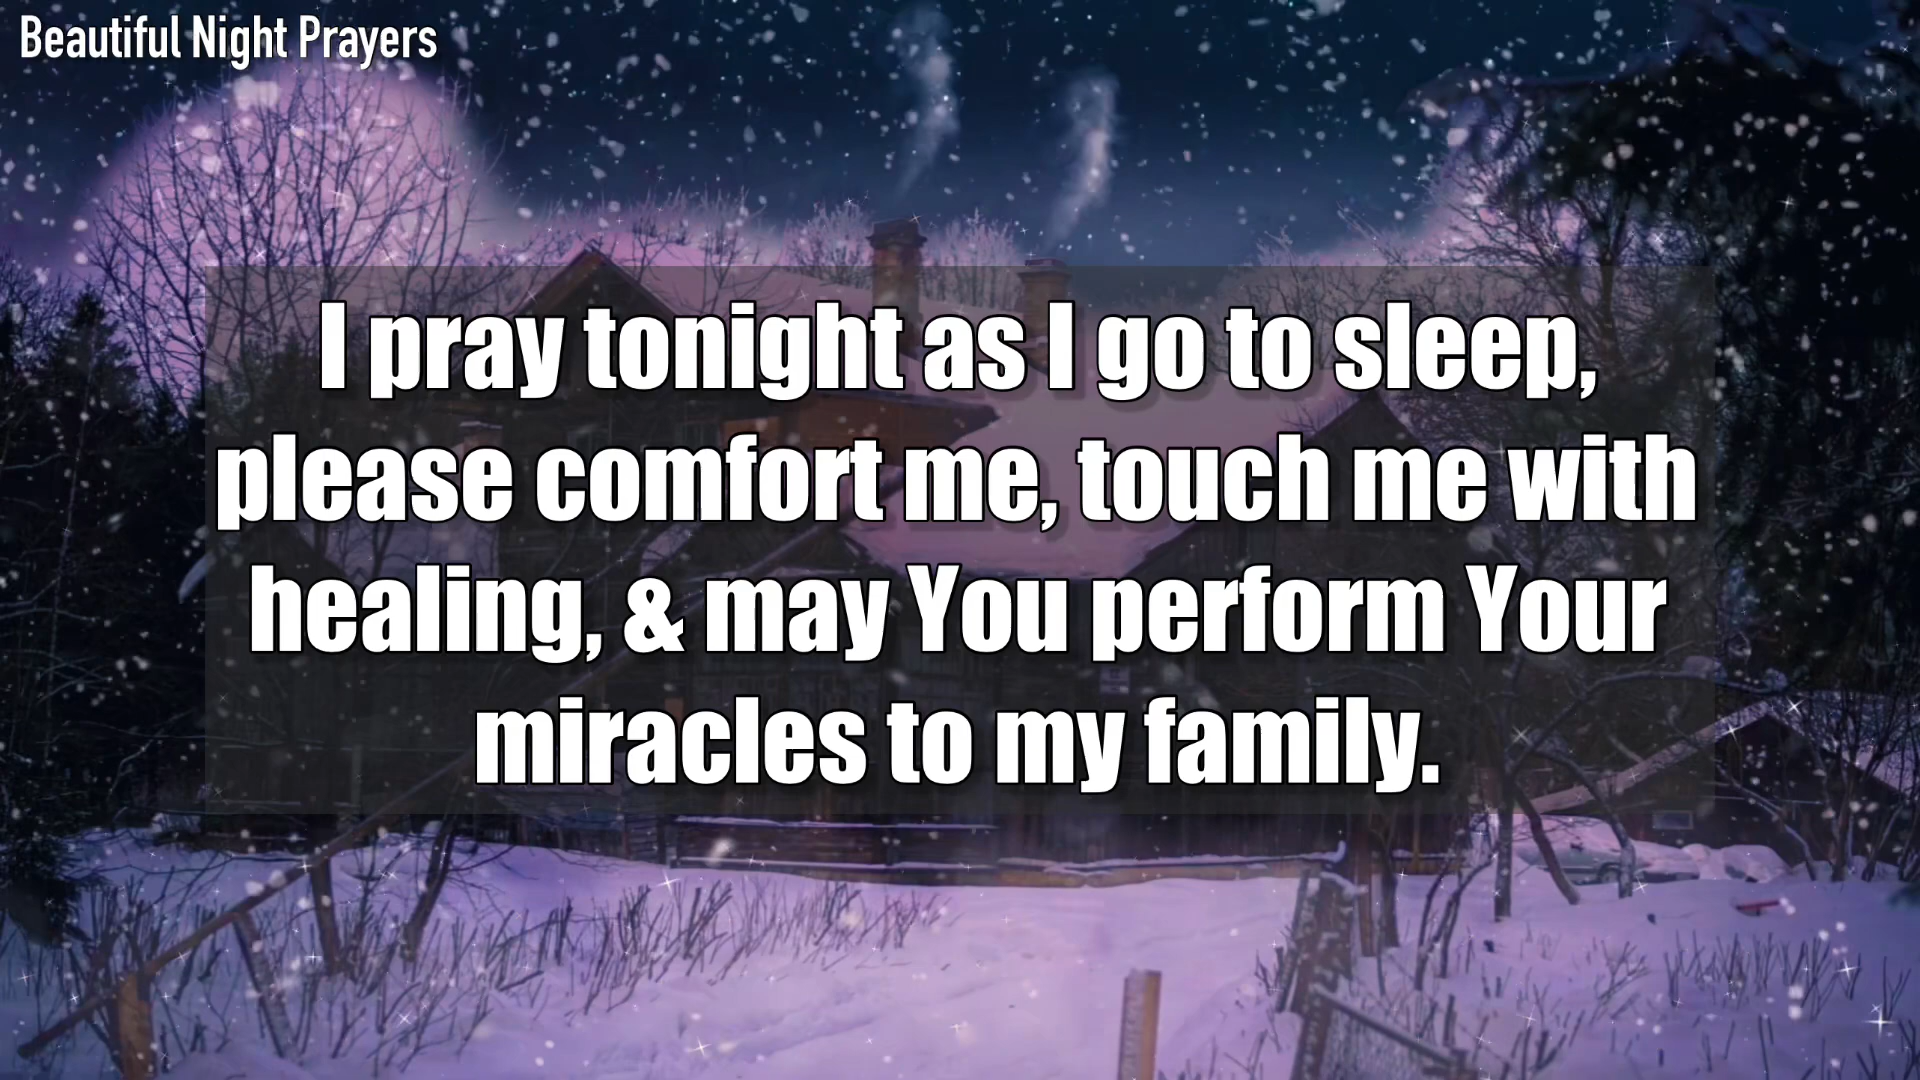 Beautiful Night Prayers
I pray tonight as I go to sleep,
please comfort me, touch me with
healing, & may You perform Your
miracles to my family.